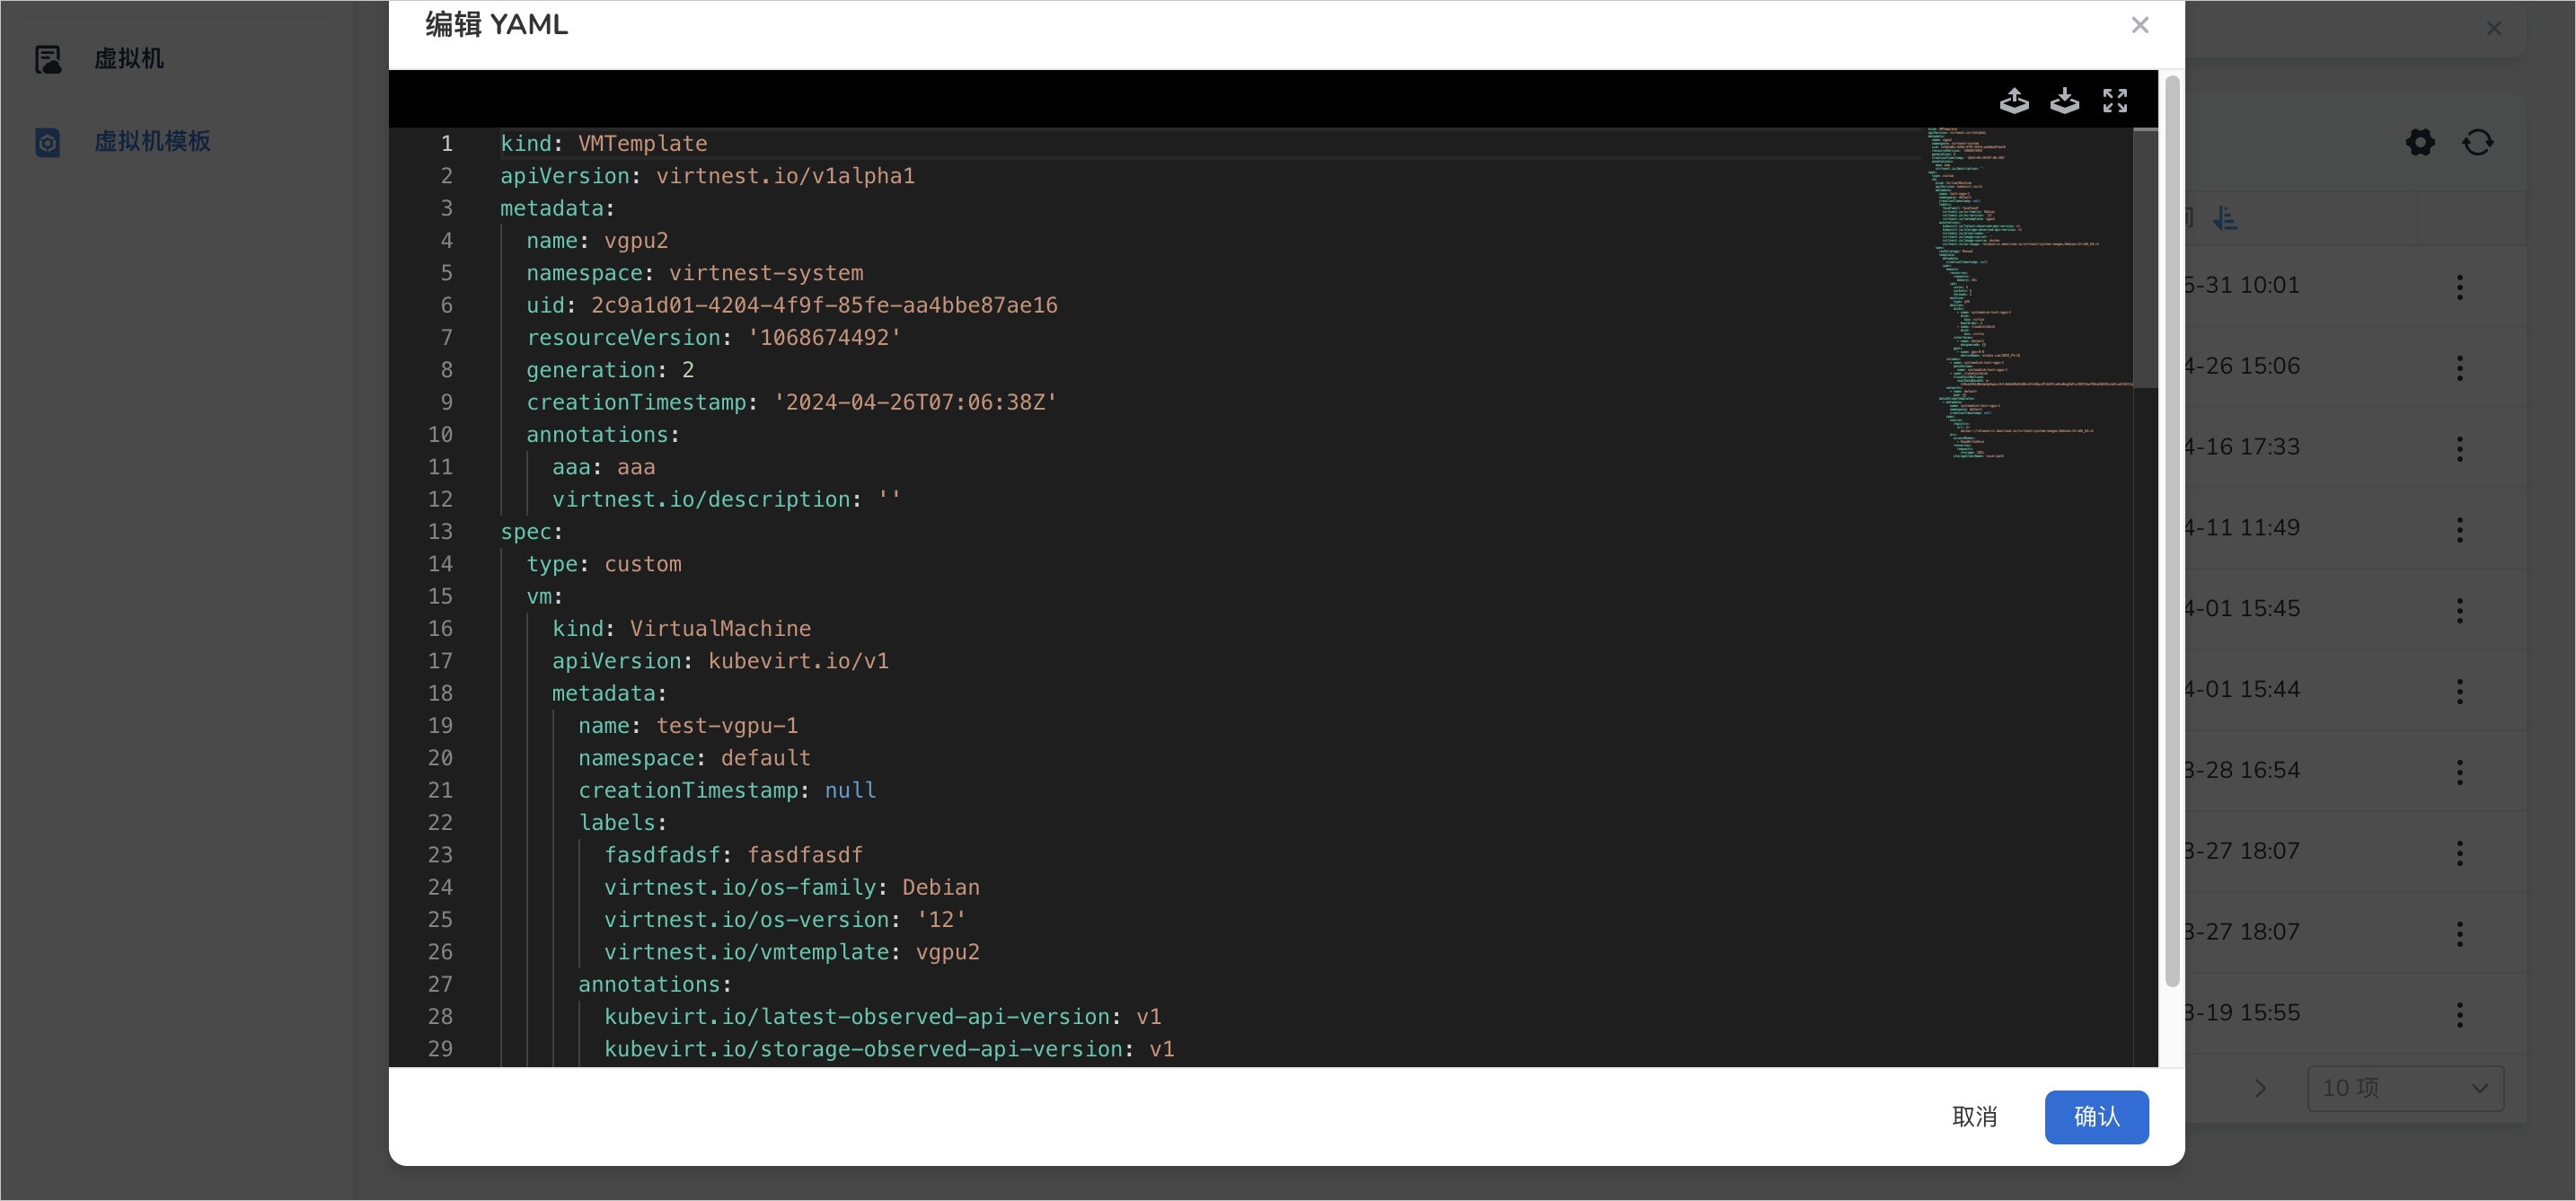 编辑 YAML
虚拟机
虚拟机模板
1 kind: VMTemplate
2 apiVersion: virtnest.io/v1alpha1
3 metadata:
4 name: vgpu2
5 namespace: virtnest-system
6 uid: 2c9a1d01-4204-4f9f-85fe-aa4bbe87ae16
7 resourceVersion: '1068674492'
8 generation: 2
9 creationTimestamp: '2024-04-26T07:06:38Z'
10 annotations:
11 aaa: aaa
12 virtnest.io/description: ''
13 spec:
14 type: custom
15 vm:
16 kind: VirtualMachine
17 apiVersion: kubevirt.io/v1
18 metadata:
19 name: test-vgpu-1
20 namespace: default
21 creationTimestamp: null
22 labels:
23 fasdfadsf: fasdfasdf
24 virtnest.io/os-family: Debian
25 virtnest.io/os-version: '12'
26 virtnest.io/vmtemplate: vgpu2
27 annotations:
28 kubevirt.io/latest-observed-api-version: v1
29 kubevirt.io/storage-observed-api-version: v1
5-31 10:01
4-26 15:06
4-16 17:33
4-11 11:49
4-01 15:45
4-01 15:44
3-28 16:54
3-27 18:07
3-27 18:07
3-19 15:55
10 项
取消
确认